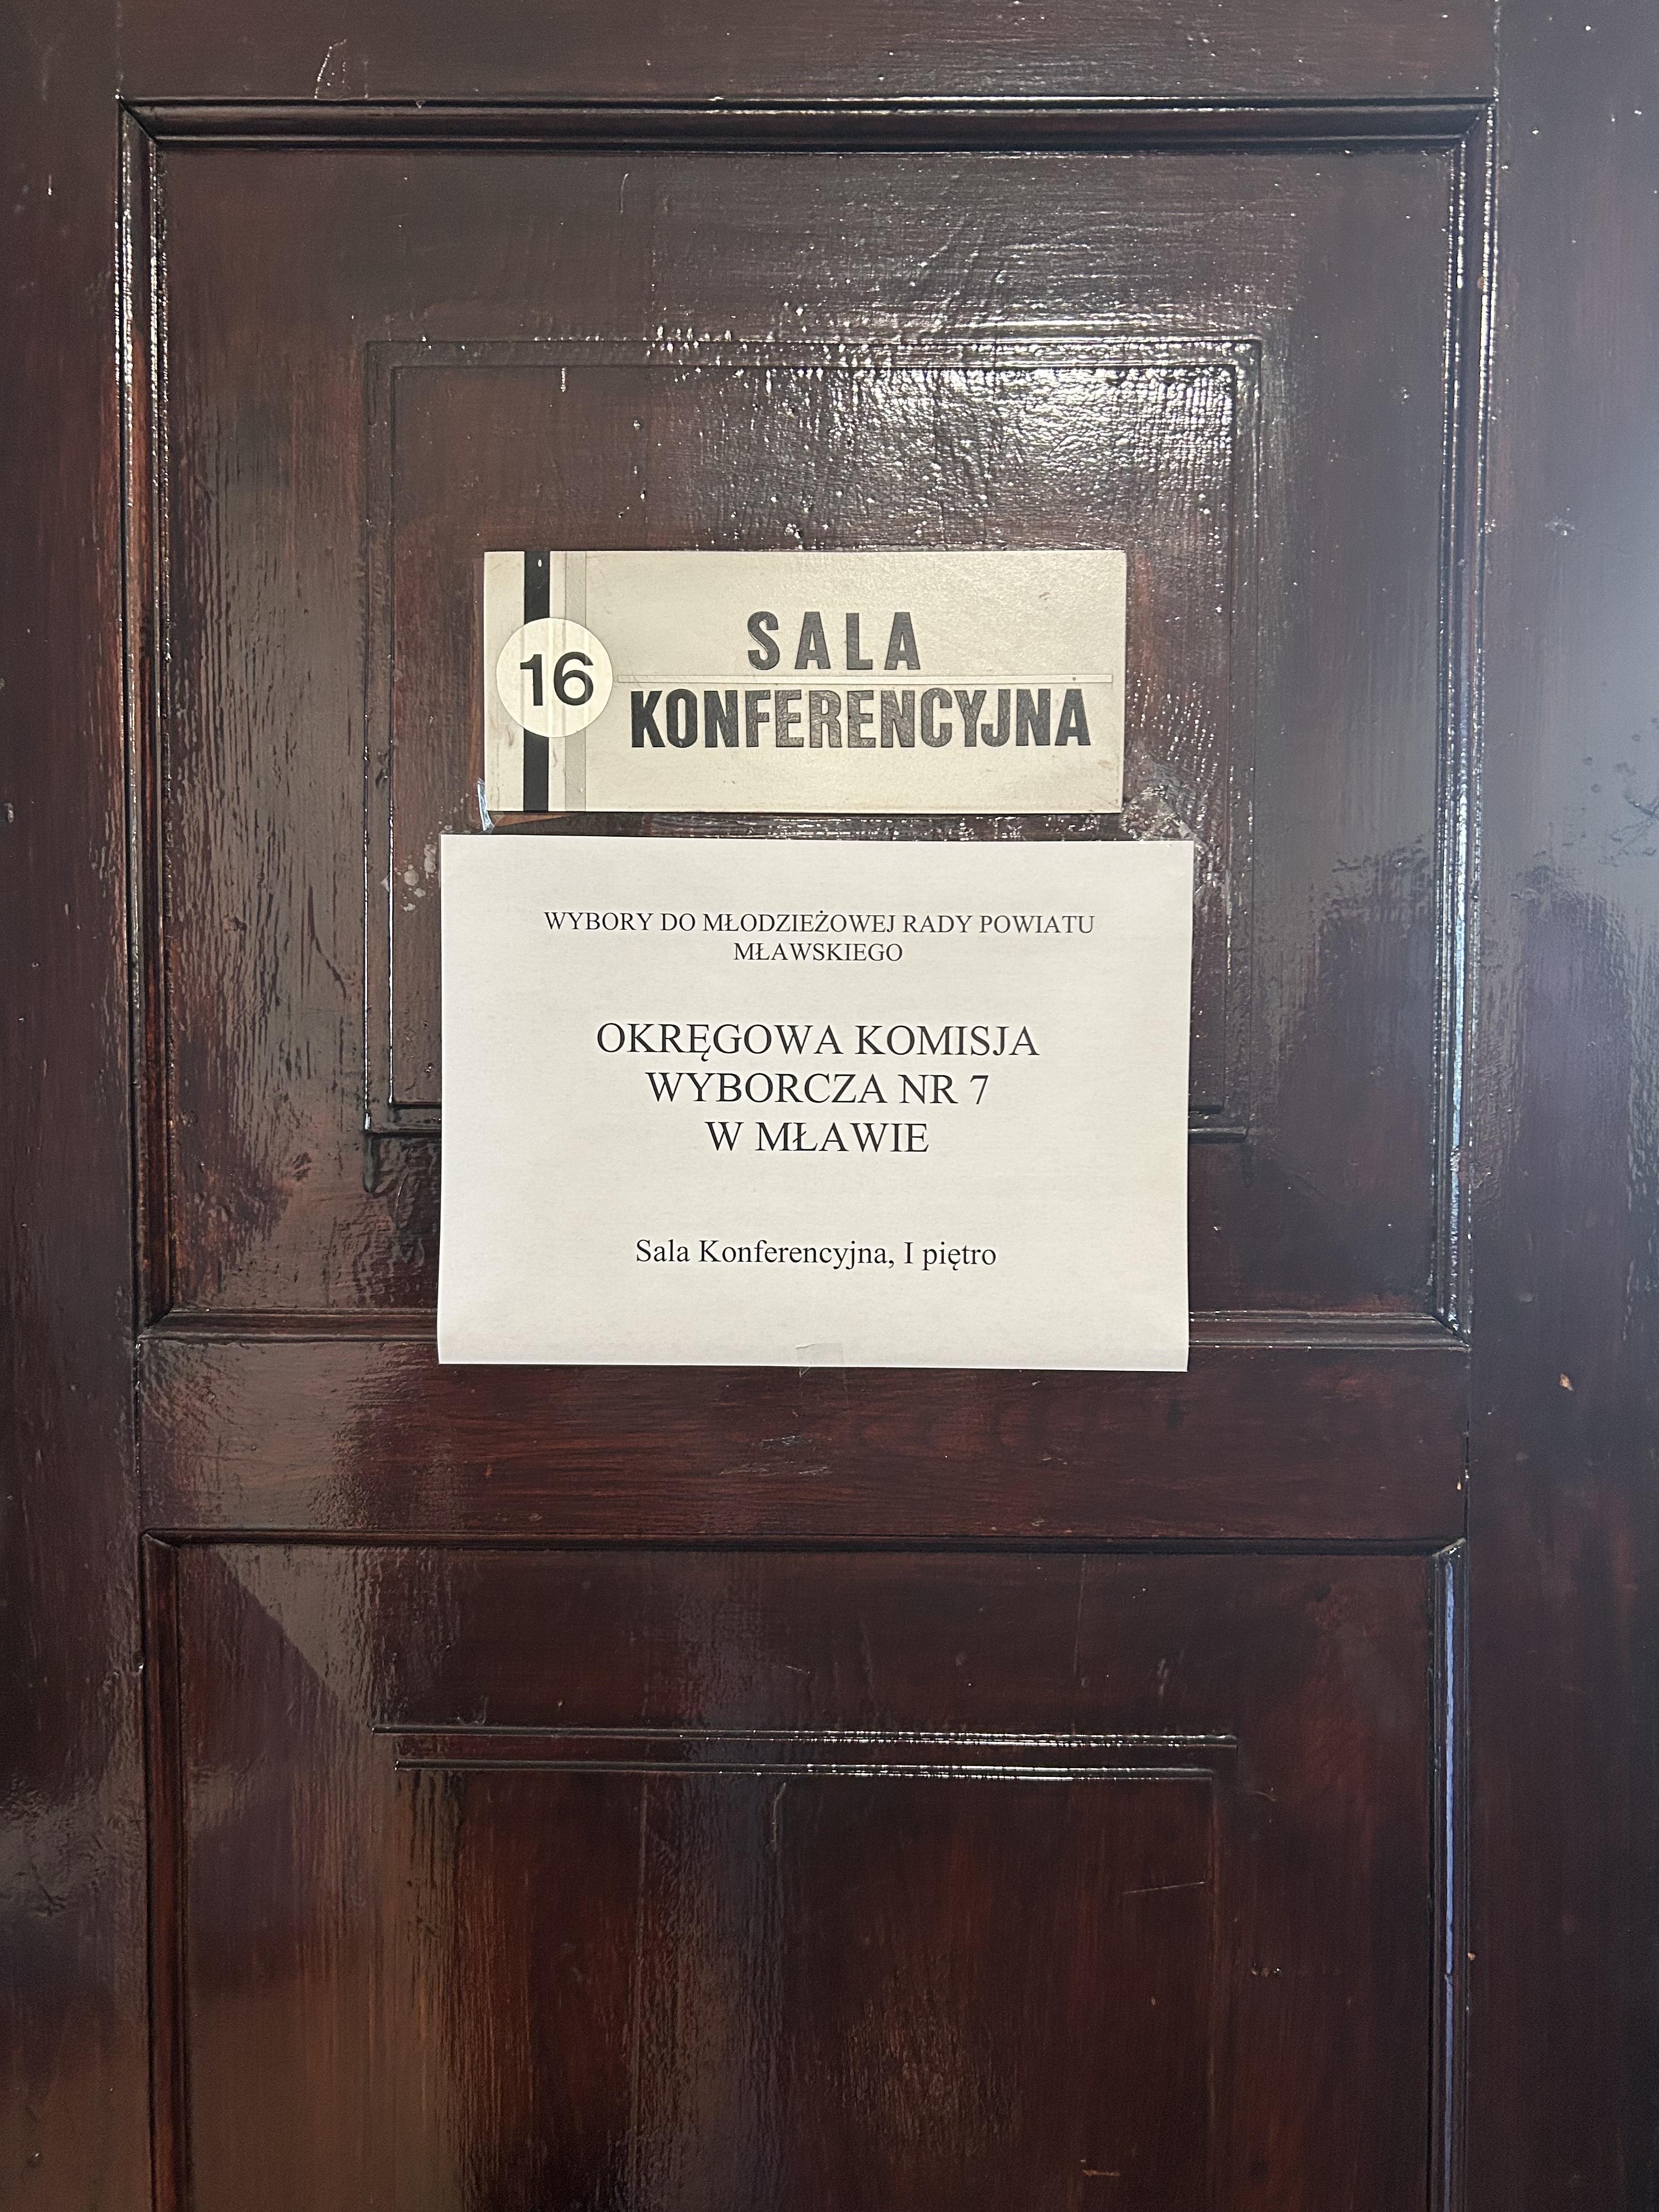 16
SALA
KONFERENCYJNA
WYBORY DO MŁODZIEŻOWEJ RADY POWIATU
MŁAWSKIEGO
OKRĘGOWA KOMISJA
WYBORCZA NR 7
W MŁAWIE
Sala Konferencyjna, I piętro